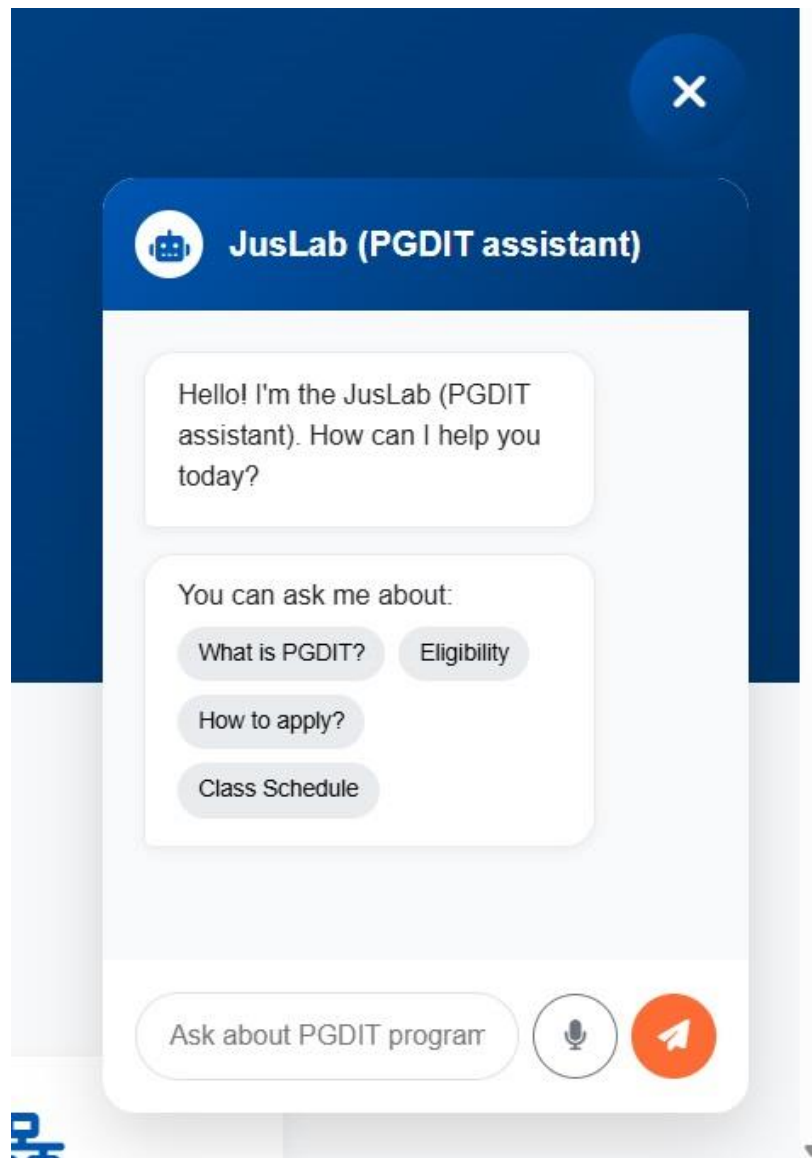 JusLab (PGDIT assistant)
Hello! I'm the JusLab (PGDIT
assistant). How can I help you
today?
You can ask me about:
What is PGDIT? Eligibility
How to apply?
Class Schedule
Ask about PGDIT program